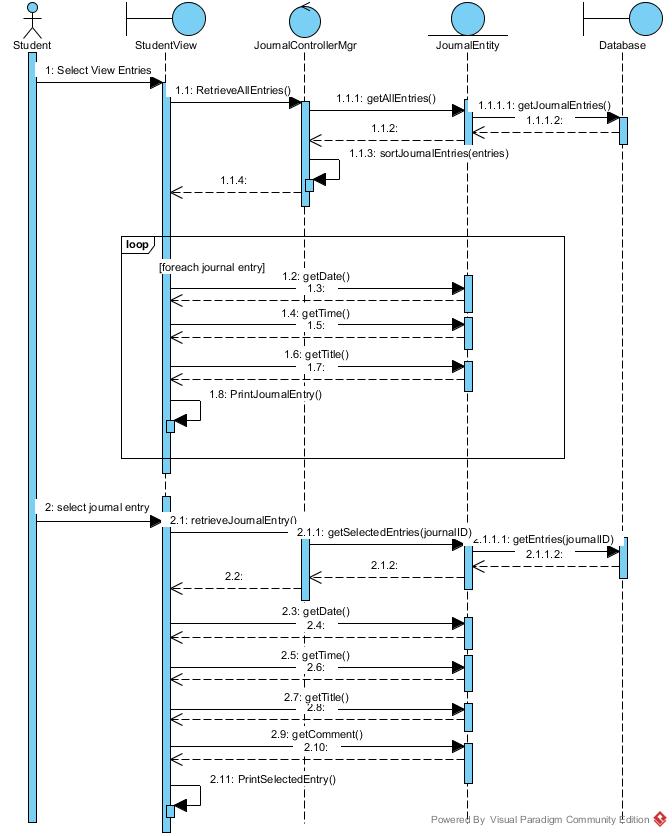 Student
StudentView
JournalControllerMgr
JournalEntity
Database
1: Select View Entries
1.1: RetrieveAllEntries()
1.1.1: getAllEntries()
1.1.1.1: getJournalEntries()
1.1.1.2:
1.1.2:
1.1.3: sortJournalEntries(entries)
1.1.4:
loop
[foreach journal entry]
1.2: getDate()
1.3:
1.4: getTime()
1.5:
1.6: getTitle()
1.7:
1.8: PrintJournalEntry()
2: select journal entry
2.1: retrieveJournalEntry()
2.1.1: getSelectedEntries(journalID)
2.1.1.1: getEntries(journalID)
2.1.1.2:
2.1.2:
2.2:
2.3: getDate()
2.4:
2.5: getTime()
2.6:
2.7: getTitle()
2.8:
2.9: getComment()
2.10:
2.11: PrintSelectedEntry()
Powered By Visual Paradigm Community Edition